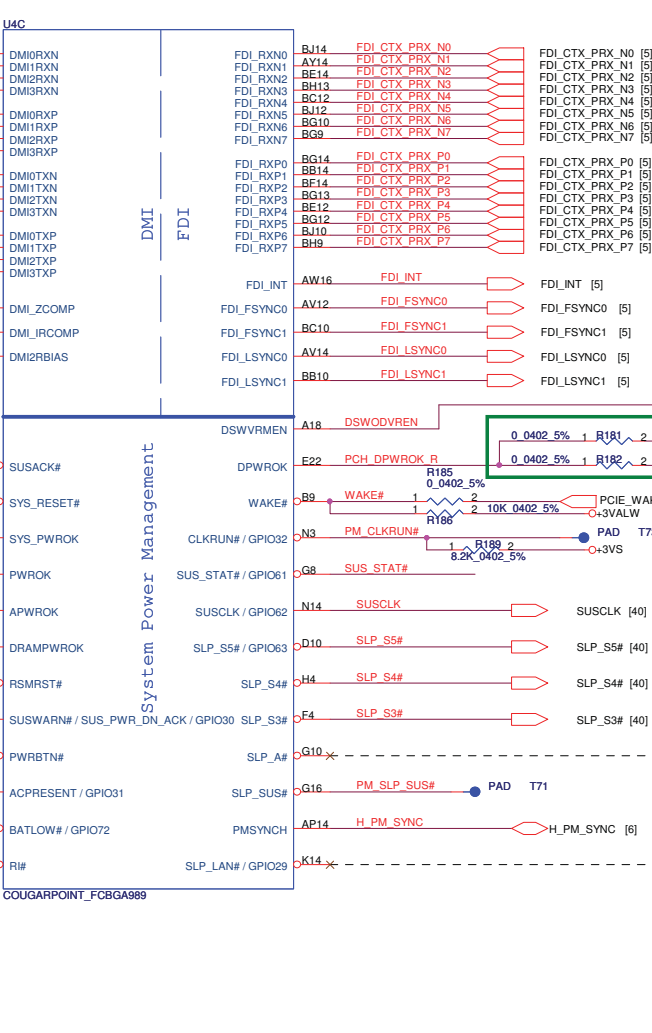 U4C
DMI0RXN
DMI1RXN
DMI2RXN
DMI3RXN
DMI0RXP
DMI1RXP
DMI2RXP
DMI3RXP
DMI0TXN
DMI1TXN
DMI2TXN
DMI3TXN
DMI0TXP
DMI1TXP
DMI2TXP
DMI3TXP
DMI_ZCOMP
DMI_IRCOMP
DMI2RBIAS
DMI
FDI
FDI_RXN0 BJ14 FDI_CTX_PRX_N0 FDI_CTX_PRX_N0 [5]
FDI_RXN1 AY14 FDI_CTX_PRX_N1 FDI_CTX_PRX_N1 [5]
FDI_RXN2 BE14 FDI_CTX_PRX_N2 FDI_CTX_PRX_N2 [5]
FDI_RXN3 BH13 FDI_CTX_PRX_N3 FDI_CTX_PRX_N3 [5]
FDI_RXN4 BC12 FDI_CTX_PRX_N4 FDI_CTX_PRX_N4 [5]
FDI_RXN5 BJ12 FDI_CTX_PRX_N5 FDI_CTX_PRX_N5 [5]
FDI_RXN6 BG10 FDI_CTX_PRX_N6 FDI_CTX_PRX_N6 [5]
FDI_RXN7 BG9 FDI_CTX_PRX_N7 FDI_CTX_PRX_N7 [5]
FDI_RXP0 BG14 FDI_CTX_PRX_P0 FDI_CTX_PRX_P0 [5]
FDI_RXP1 BB14 FDI_CTX_PRX_P1 FDI_CTX_PRX_P1 [5]
FDI_RXP2 BF14 FDI_CTX_PRX_P2 FDI_CTX_PRX_P2 [5]
FDI_RXP3 BG13 FDI_CTX_PRX_P3 FDI_CTX_PRX_P3 [5]
FDI_RXP4 BE12 FDI_CTX_PRX_P4 FDI_CTX_PRX_P4 [5]
FDI_RXP5 BG12 FDI_CTX_PRX_P5 FDI_CTX_PRX_P5 [5]
FDI_RXP6 BJ10 FDI_CTX_PRX_P6 FDI_CTX_PRX_P6 [5]
FDI_RXP7 BH9 FDI_CTX_PRX_P7 FDI_CTX_PRX_P7 [5]
FDI_INT AW16 FDI_INT FDI_INT [5]
FDI_FSYNC0 AV12 FDI_FSYNC0 FDI_FSYNC0 [5]
FDI_FSYNC1 BC10 FDI_FSYNC1 FDI_FSYNC1 [5]
FDI_LSYNC0 AV14 FDI_LSYNC0 FDI_LSYNC0 [5]
FDI_LSYNC1 BB10 FDI_LSYNC1 FDI_LSYNC1 [5]
System Power Management
DSWVRMEN A18 DSWODVREN
0_0402_5% 1 R181 2
SUSACK# DPWROK E22 PCH_DPWROK_R 0_0402_5% 1 R182 2
R185
0_0402_5%
SYS_RESET# WAKE# B9 WAKE# 1 2 PCIE_WAK
1 2 10K_0402_5% +3VALW
R186
SYS_PWROK CLKRUN# / GPIO32 N3 PM_CLKRUN# PAD
1 R189 2 +3VS
8.2K_0402_5%
PWROK SUS_STAT# / GPIO61 G8 SUS_STAT#
APWROK SUSCLK / GPIO62 N14 SUSCLK SUSCLK [40]
DRAMPWROK SLP_S5# / GPIO63 D10 SLP_S5# SLP_S5# [40]
RSMRST# SLP_S4# H4 SLP_S4# SLP_S4# [40]
SUSWARN# / SUS_PWR_DN_ACK / GPIO30 SLP_S3# F4 SLP_S3# SLP_S3# [40]
PWRBTN# SLP_A# G10
ACPRESENT / GPIO31 SLP_SUS# G16 PM_SLP_SUS# PAD T71
BATLOW# / GPIO72 PMSYNCH AP14 H_PM_SYNC H_PM_SYNC [6]
RI# SLP_LAN# / GPIO29 K14
COUGARPOINT_FCBGA989